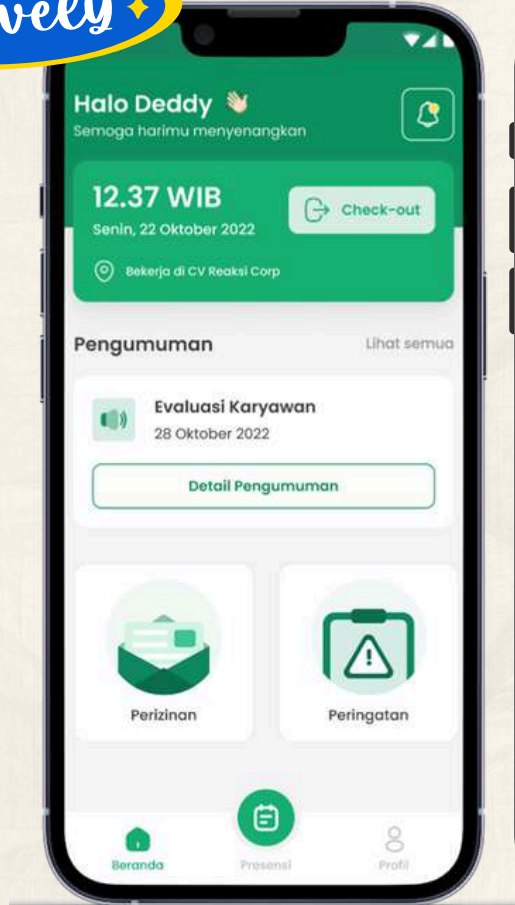 Halo Deddy 👋🏻
Semoga harimu menyenangkan
12.37 WIB
Senin, 22 Oktober 2022
Check-out
Bekerja di CV Reaksi Corp
Pengumuman
Lihat semua
Evaluasi Karyawan
28 Oktober 2022
Detail Pengumuman
Perizinan
Peringatan
Beranda
Presensi
Profil